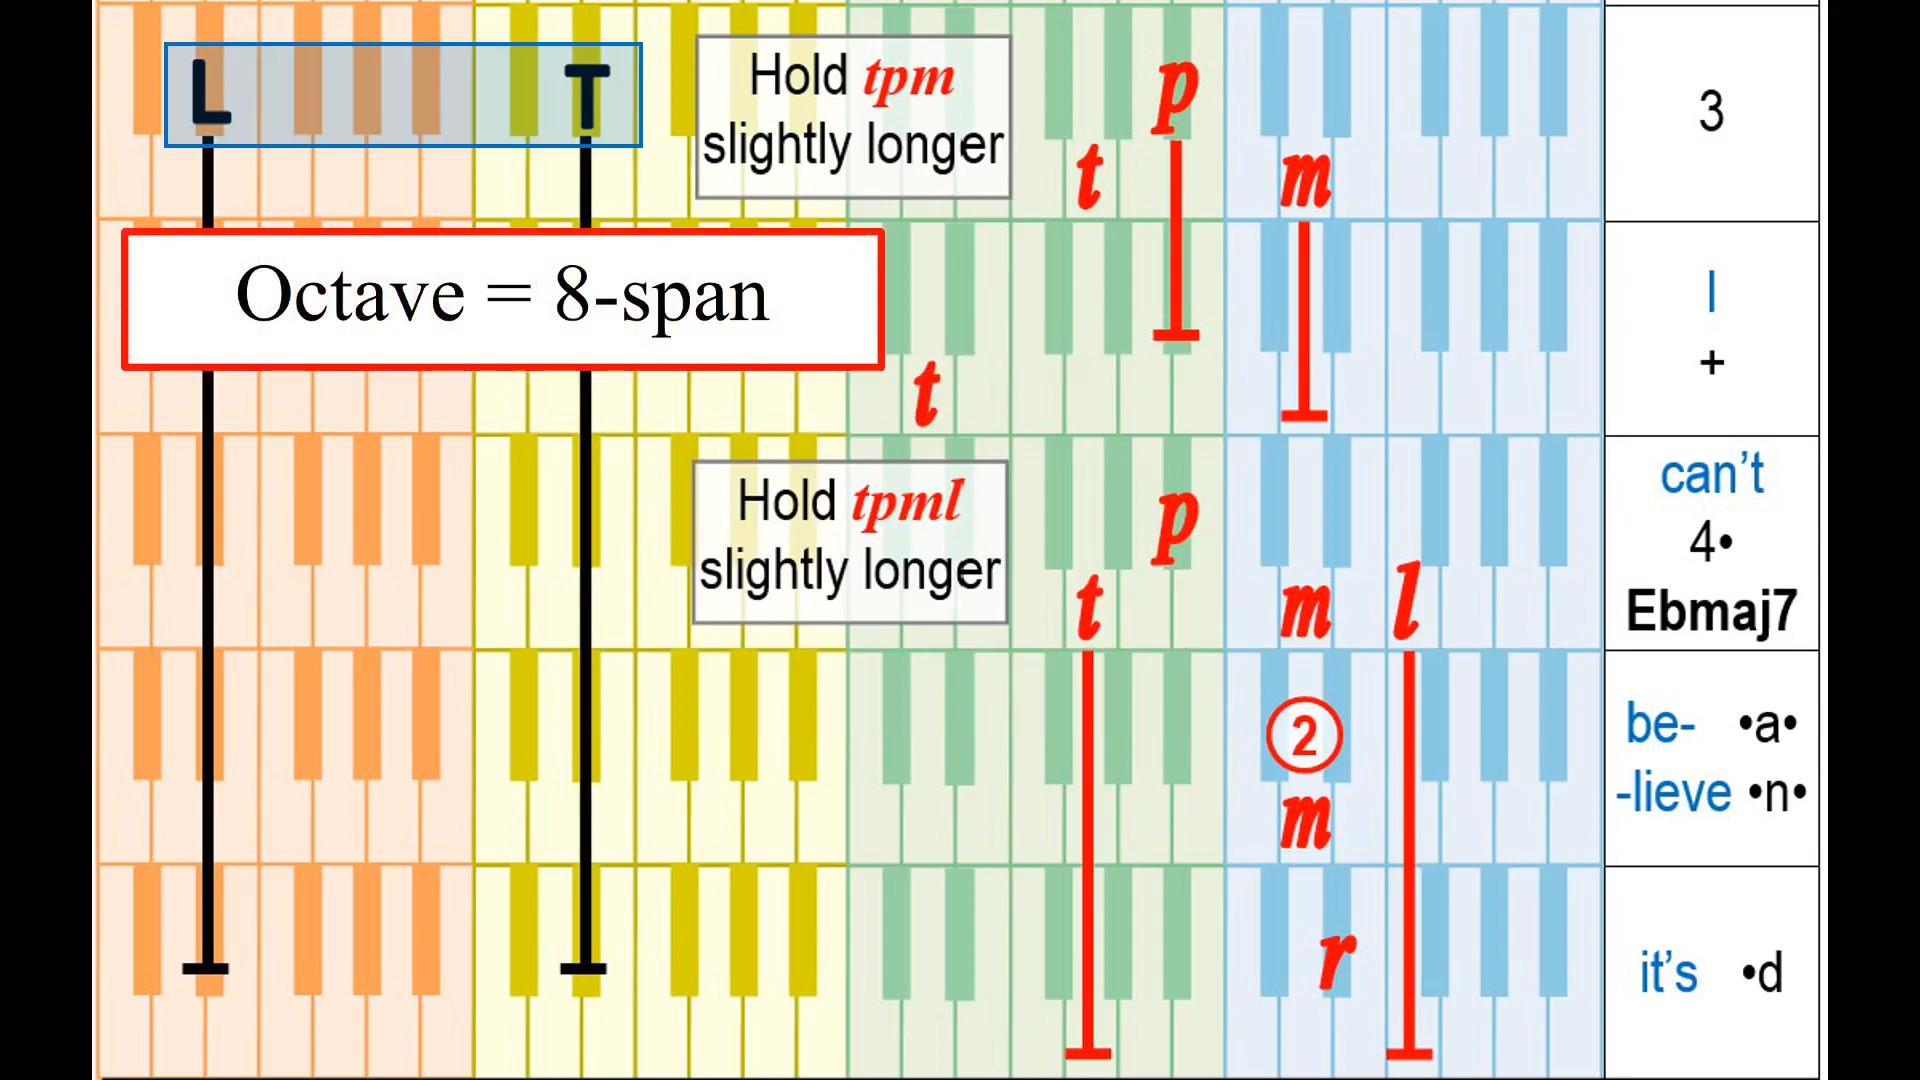 L T
Hold tpm
slightly longer
p
t m
3
Octave = 8-span
t
I
+
Hold tpml
slightly longer
p
t m l
can't
4•
Ebmaj7
2
m
be- •a•
-lieve •n•
r
it's •d